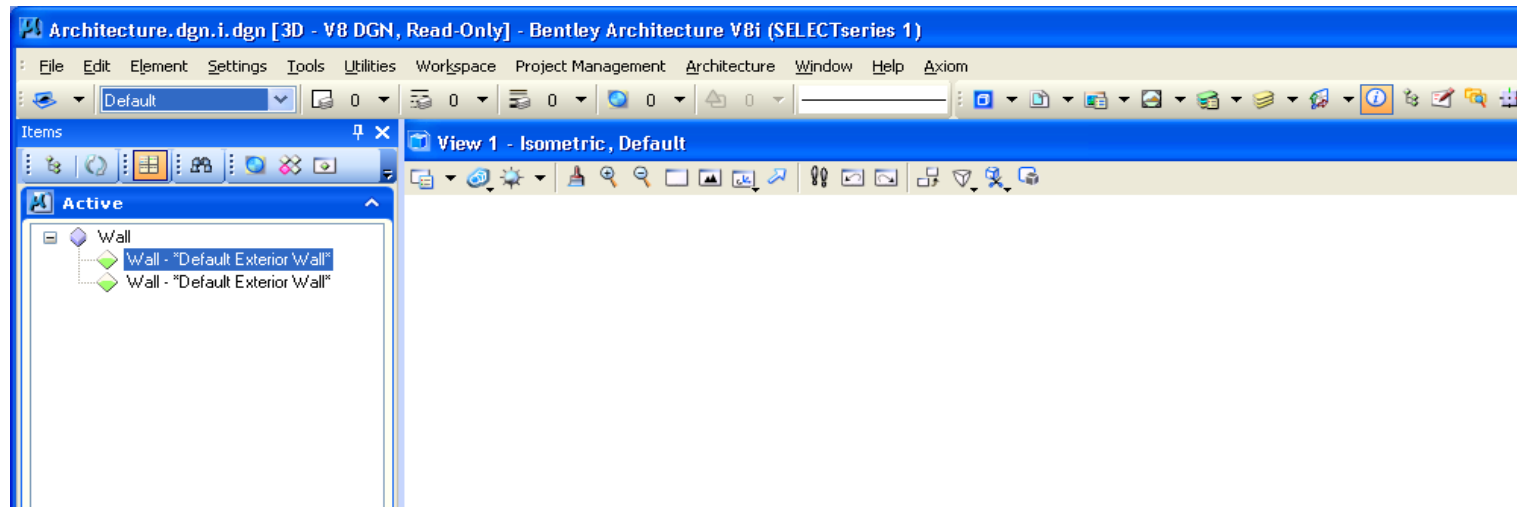 Architecture.dgn.i.dgn [3D - V8 DGN, Read-Only] - Bentley Architecture V8i (SELECTseries 1)
File Edit Element Settings Tools Utilities Workspace Project Management Architecture Window Help Axiom
Default 0 0 0 0 0
Items
View 1 - Isometric, Default
Active
Wall
Wall - "Default Exterior Wall"
Wall - "Default Exterior Wall"